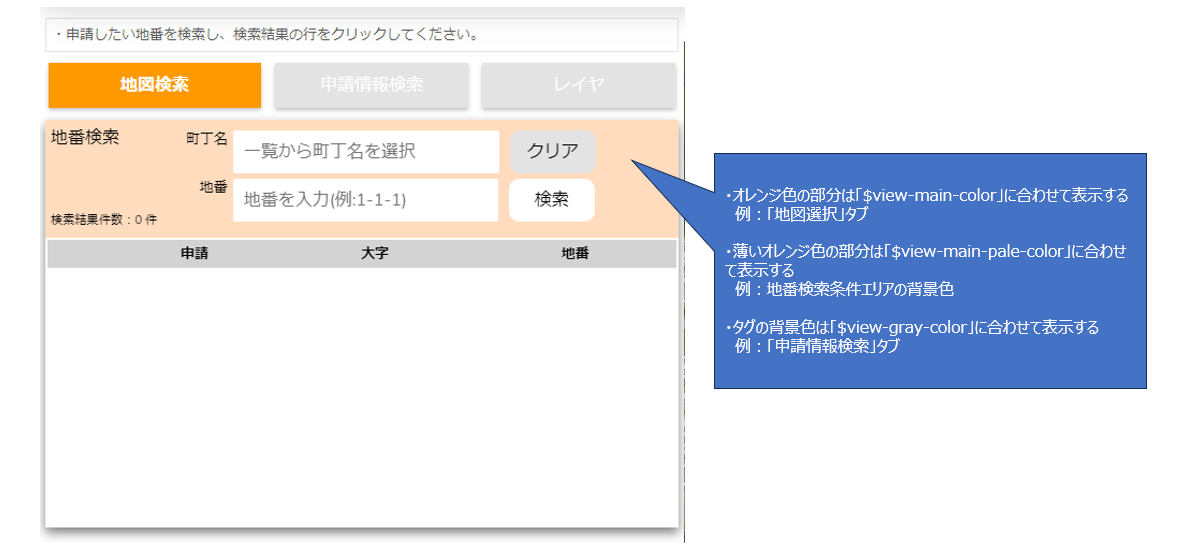 ・申請したい地番を検索し、検索結果の行をクリックしてください。
地図検索
申請情報検索
レイヤ
地番検索
町丁名
一覧から町丁名を選択
クリア
地番
地番を入力(例:1-1-1)
検索
検索結果件数：0 件
申請
大字
地番
・オレンジ色の部分は「$view-main-color」に合わせて表示する
例：「地図選択」タブ
・薄いオレンジ色の部分は「$view-main-pale-color」に合わせ
て表示する
例：地番検索条件エリアの背景色
・タグの背景色は「$view-gray-color」に合わせて表示する
例：「申請情報検索」タブ